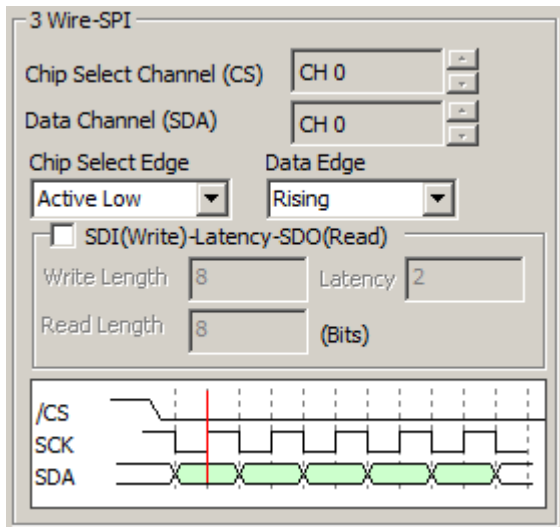 3 Wire-SPI
Chip Select Channel (CS) CH 0
Data Channel (SDA) CH 0
Chip Select Edge Data Edge
Active Low Rising
SDI(Write)-Latency-SDO(Read)
Write Length 8 Latency 2
Read Length 8 (Bits)
/CS
SCK
SDA